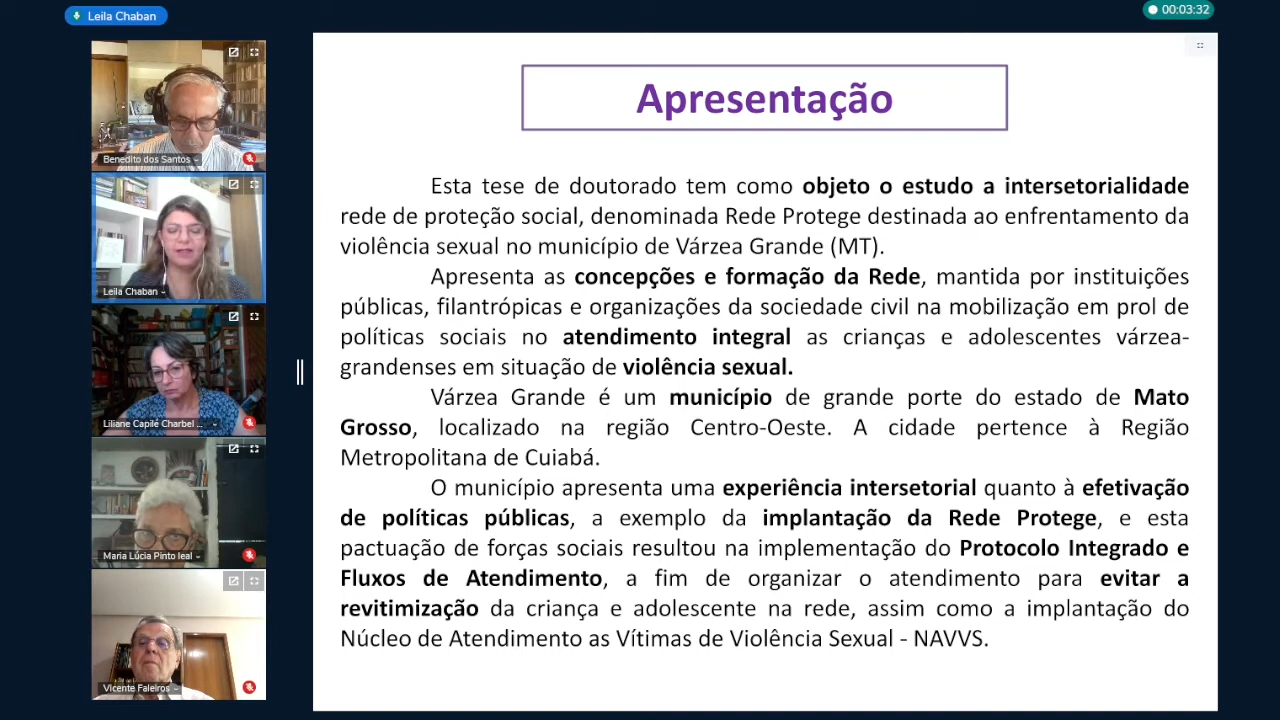 Leila Chaban
00:03:32
Benedito dos Santos
Leila Chaban
Liliane Capilé Charbel ...
Maria Lúcia Pinto leal
Vicente Faleiros
Apresentação
Esta tese de doutorado tem como objeto o estudo a intersetorialidade
rede de proteção social, denominada Rede Protege destinada ao enfrentamento da
violência sexual no município de Várzea Grande (MT).
Apresenta as concepções e formação da Rede, mantida por instituições
públicas, filantrópicas e organizações da sociedade civil na mobilização em prol de
políticas sociais no atendimento integral as crianças e adolescentes várzea-
grandenses em situação de violência sexual.
Várzea Grande é um município de grande porte do estado de Mato
Grosso, localizado na região Centro-Oeste. A cidade pertence à Região
Metropolitana de Cuiabá.
O município apresenta uma experiência intersetorial quanto à efetivação
de políticas públicas, a exemplo da implantação da Rede Protege, e esta
pactuação de forças sociais resultou na implementação do Protocolo Integrado e
Fluxos de Atendimento, a fim de organizar o atendimento para evitar a
revitimização da criança e adolescente na rede, assim como a implantação do
Núcleo de Atendimento as Vítimas de Violência Sexual - NAVVS.